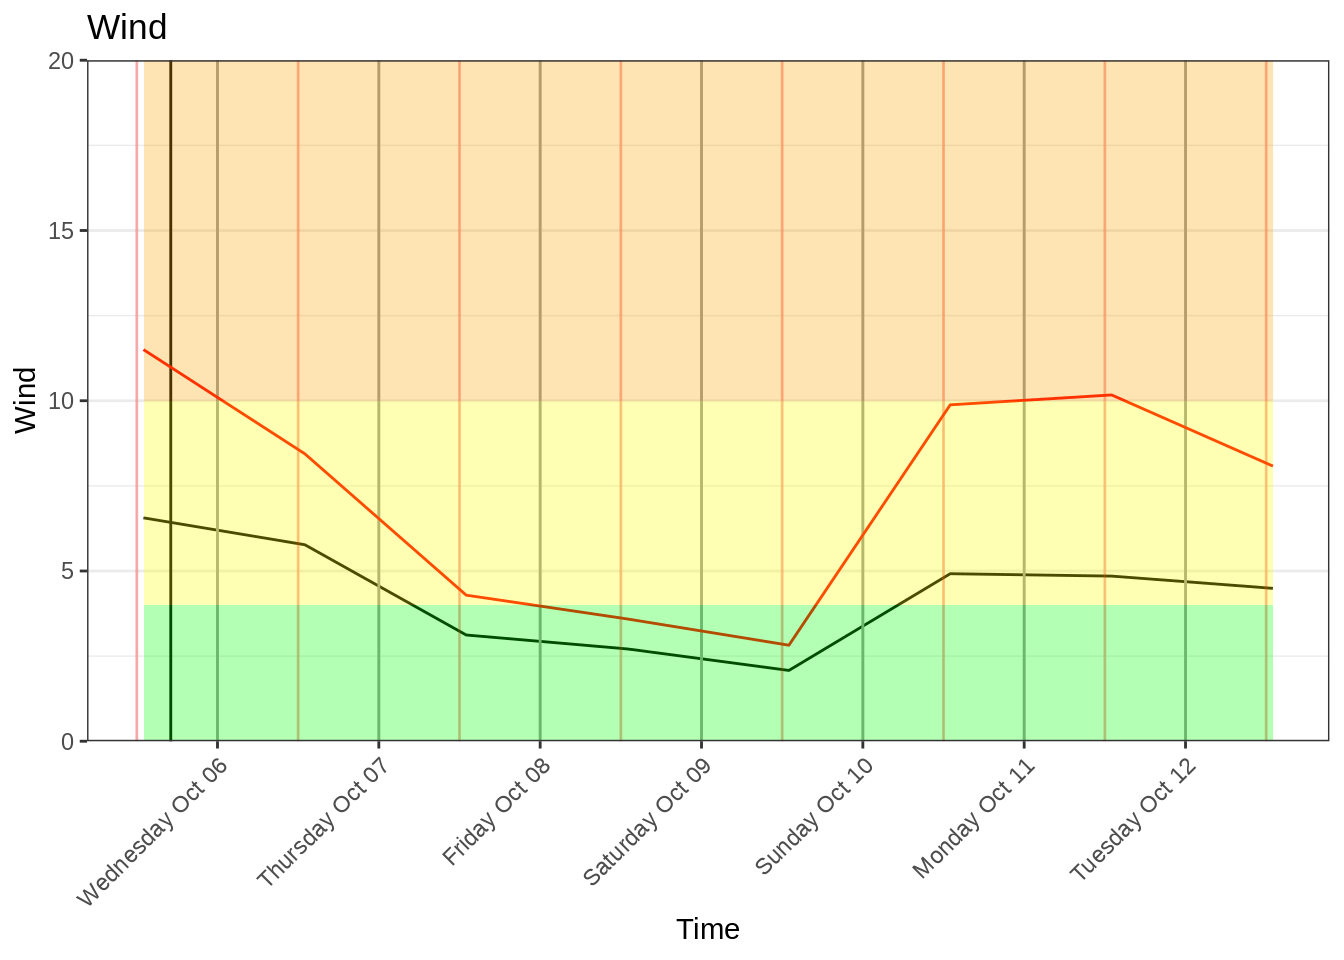 Wind
20
15
10
5
0
Wind
Wednesday Oct 06
Thursday Oct 07
Friday Oct 08
Saturday Oct 09
Sunday Oct 10
Monday Oct 11
Tuesday Oct 12
Time